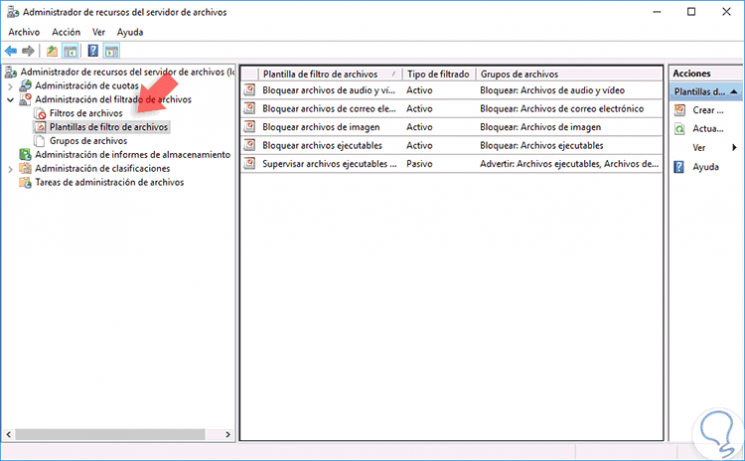 Administrador de recursos del servidor de archivos
Archivo Acción Ver Ayuda
Administrador de recursos del servidor de archivos (lo
Administración de cuotas
Administración del filtrado de archivos
Filtros de archivos
Plantillas de filtro de archivos
Grupos de archivos
Administración de informes de almacenamiento
Administración de clasificaciones
Tareas de administración de archivos
Plantilla de filtro de archivos Tipo de filtrado Grupos de archivos
Bloquear archivos de audio y ví... Activo Bloquear: Archivos de audio y vídeo
Bloquear archivos de correo ele... Activo Bloquear: Archivos de correo electrónico
Bloquear archivos de imagen Activo Bloquear: Archivos de imagen
Bloquear archivos ejecutables Activo Bloquear: Archivos ejecutables
Supervisar archivos ejecutables ... Pasivo Advertir: Archivos ejecutables, Archivos de...
Acciones
Plantillas d...
Crear ...
Actua...
Ver
Ayuda